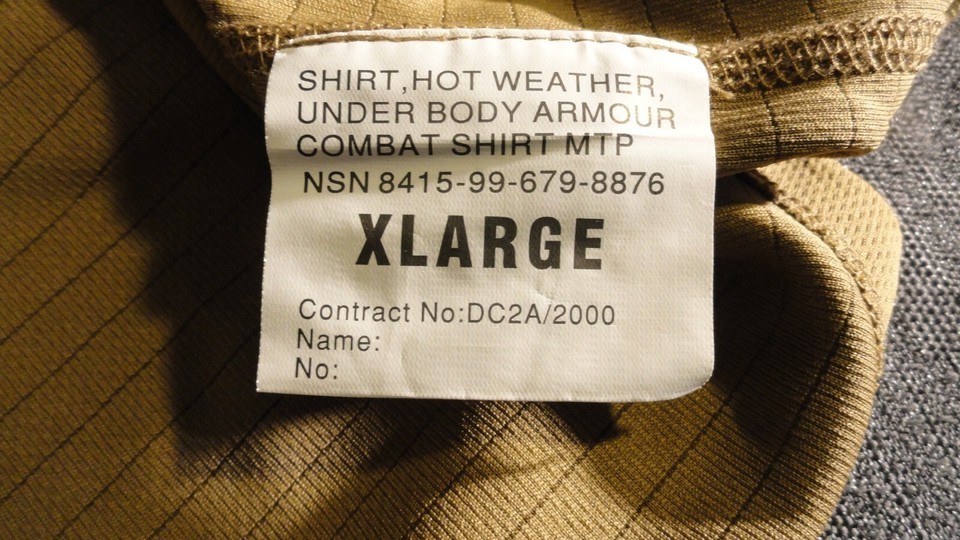 SHIRT,HOT WEATHER,
UNDER BODY ARMOUR
COMBAT SHIRT MTP
NSN 8415-99-679-8876
XLARGE
Contract No:DC2A/2000
Name:
No: